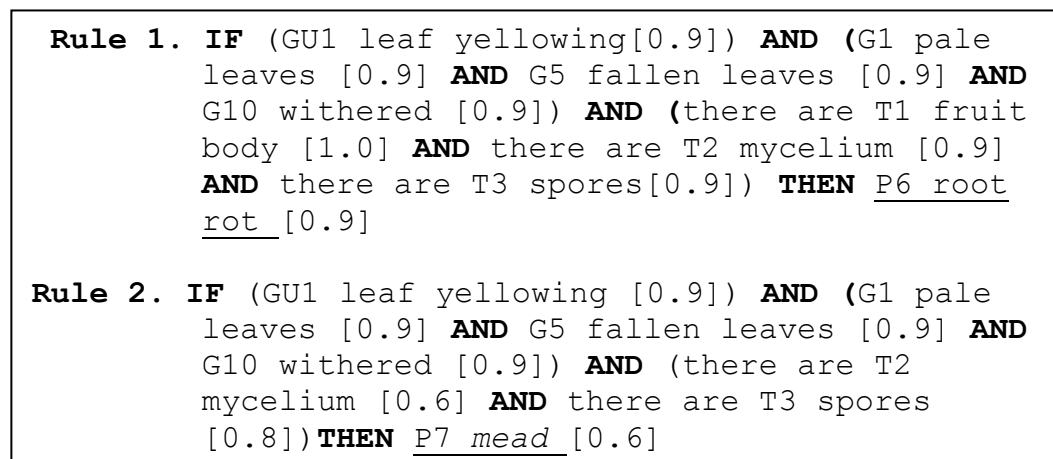 Rule 1. IF (GU1 leaf yellowing[0.9]) AND (G1 pale
leaves [0.9] AND G5 fallen leaves [0.9] AND
G10 withered [0.9]) AND (there are T1 fruit
body [1.0] AND there are T2 mycelium [0.9]
AND there are T3 spores[0.9]) THEN P6 root
rot [0.9]
Rule 2. IF (GU1 leaf yellowing [0.9]) AND (G1 pale
leaves [0.9] AND G5 fallen leaves [0.9] AND
G10 withered [0.9]) AND (there are T2
mycelium [0.6] AND there are T3 spores
[0.8])THEN P7 mead [0.6]